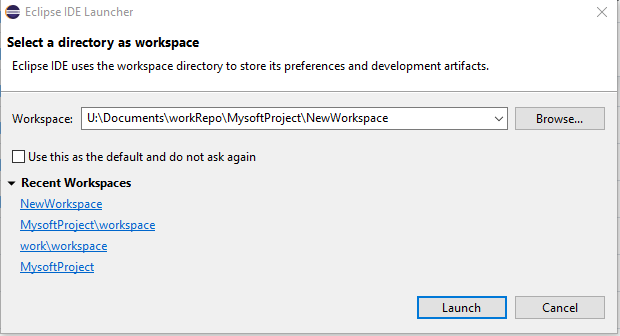 Eclipse IDE Launcher
Select a directory as workspace
Eclipse IDE uses the workspace directory to store its preferences and development artifacts.
Workspace: U:\Documents\workRepo\MysoftProject\NewWorkspace Browse...
Use this as the default and do not ask again
Recent Workspaces
NewWorkspace
MysoftProject\workspace
work\workspace
MysoftProject
Launch Cancel